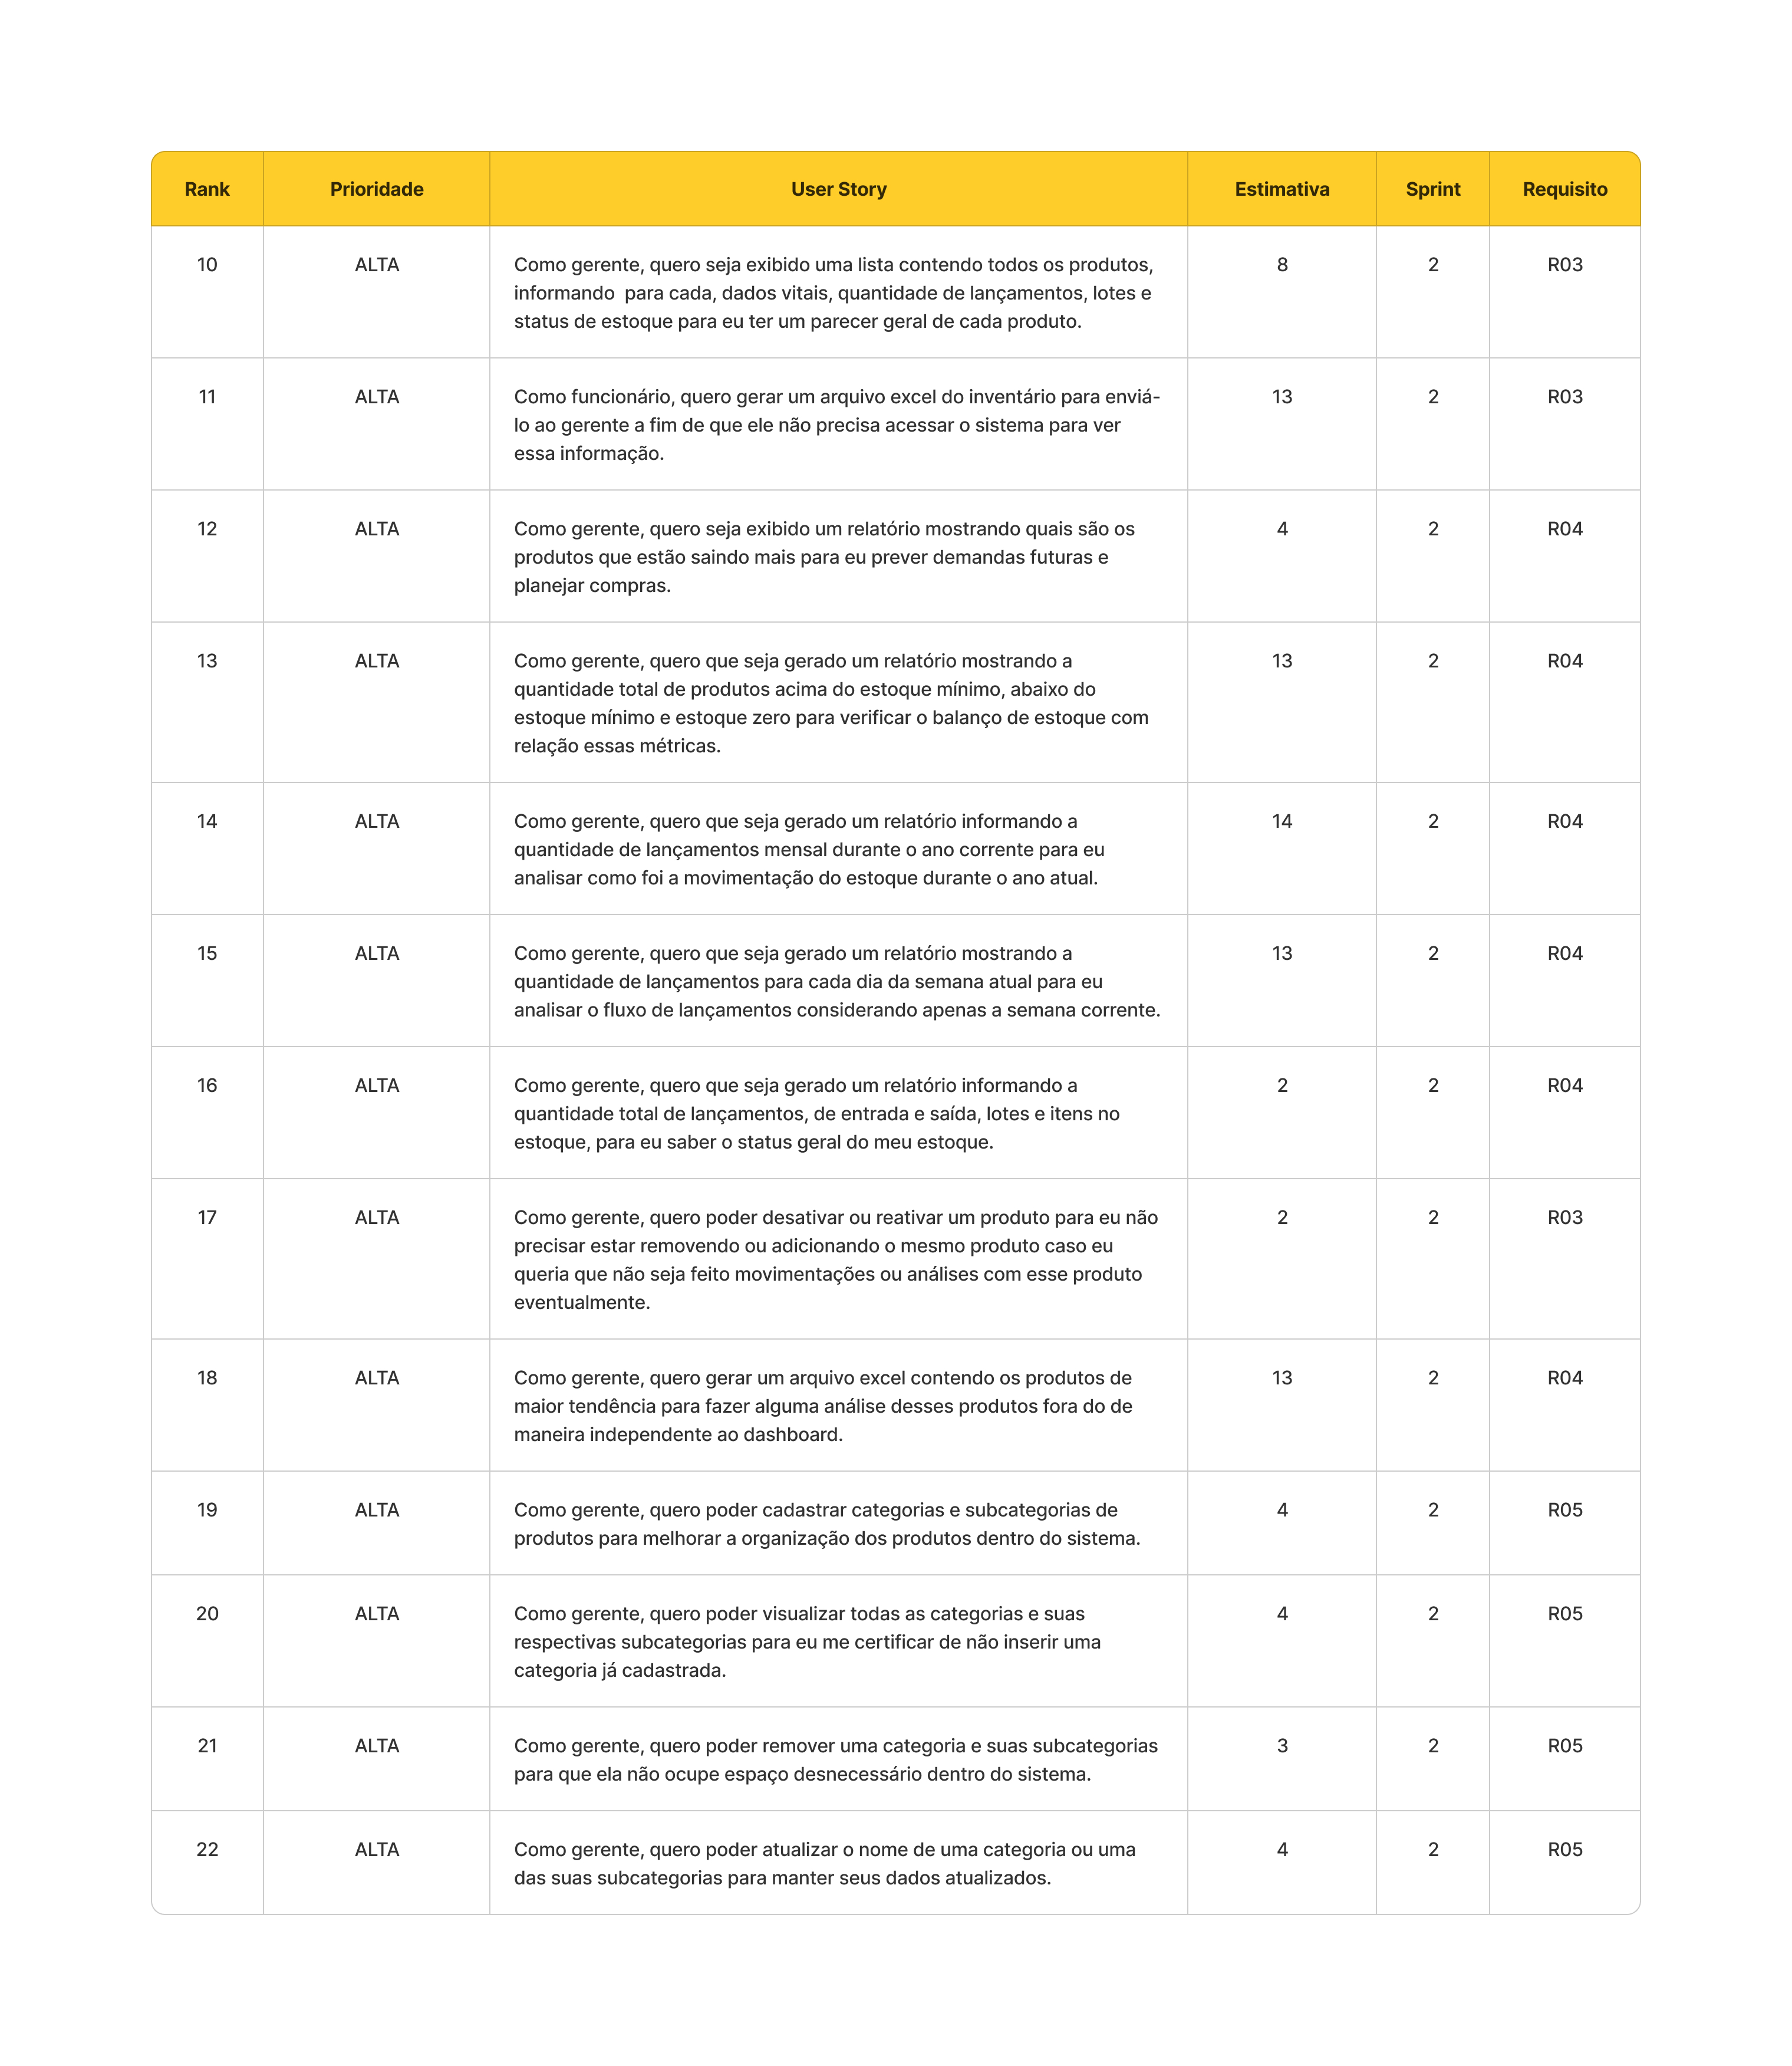 Rank Prioridade User Story Estimativa Sprint Requisito
10 ALTA Como gerente, quero seja exibido uma lista contendo todos os produtos, 8 2 R03
informando  para cada, dados vitais, quantidade de lançamentos, lotes e
status de estoque para eu ter um parecer geral de cada produto.
11 ALTA Como funcionário, quero gerar um arquivo excel do inventário para enviá- 13 2 R03
lo ao gerente a fim de que ele não precisa acessar o sistema para ver
essa informação.
12 ALTA Como gerente, quero seja exibido um relatório mostrando quais são os 4 2 R04
produtos que estão saindo mais para eu prever demandas futuras e
planejar compras.
13 ALTA Como gerente, quero que seja gerado um relatório mostrando a 13 2 R04
quantidade total de produtos acima do estoque mínimo, abaixo do
estoque mínimo e estoque zero para verificar o balanço de estoque com
relação essas métricas.
14 ALTA Como gerente, quero que seja gerado um relatório informando a 14 2 R04
quantidade de lançamentos mensal durante o ano corrente para eu
analisar como foi a movimentação do estoque durante o ano atual.
15 ALTA Como gerente, quero que seja gerado um relatório mostrando a 13 2 R04
quantidade de lançamentos para cada dia da semana atual para eu
analisar o fluxo de lançamentos considerando apenas a semana corrente.
16 ALTA Como gerente, quero que seja gerado um relatório informando a 2 2 R04
quantidade total de lançamentos, de entrada e saída, lotes e itens no
estoque, para eu saber o status geral do meu estoque.
17 ALTA Como gerente, quero poder desativar ou reativar um produto para eu não 2 2 R03
precisar estar removendo ou adicionando o mesmo produto caso eu
queria que não seja feito movimentações ou análises com esse produto
eventualmente.
18 ALTA Como gerente, quero gerar um arquivo excel contendo os produtos de 13 2 R04
maior tendência para fazer alguma análise desses produtos fora do de
maneira independente ao dashboard.
19 ALTA Como gerente, quero poder cadastrar categorias e subcategorias de 4 2 R05
produtos para melhorar a organização dos produtos dentro do sistema.
20 ALTA Como gerente, quero poder visualizar todas as categorias e suas 4 2 R05
respectivas subcategorias para eu me certificar de não inserir uma
categoria já cadastrada.
21 ALTA Como gerente, quero poder remover uma categoria e suas subcategorias 3 2 R05
para que ela não ocupe espaço desnecessário dentro do sistema.
22 ALTA Como gerente, quero poder atualizar o nome de uma categoria ou uma 4 2 R05
das suas subcategorias para manter seus dados atualizados.